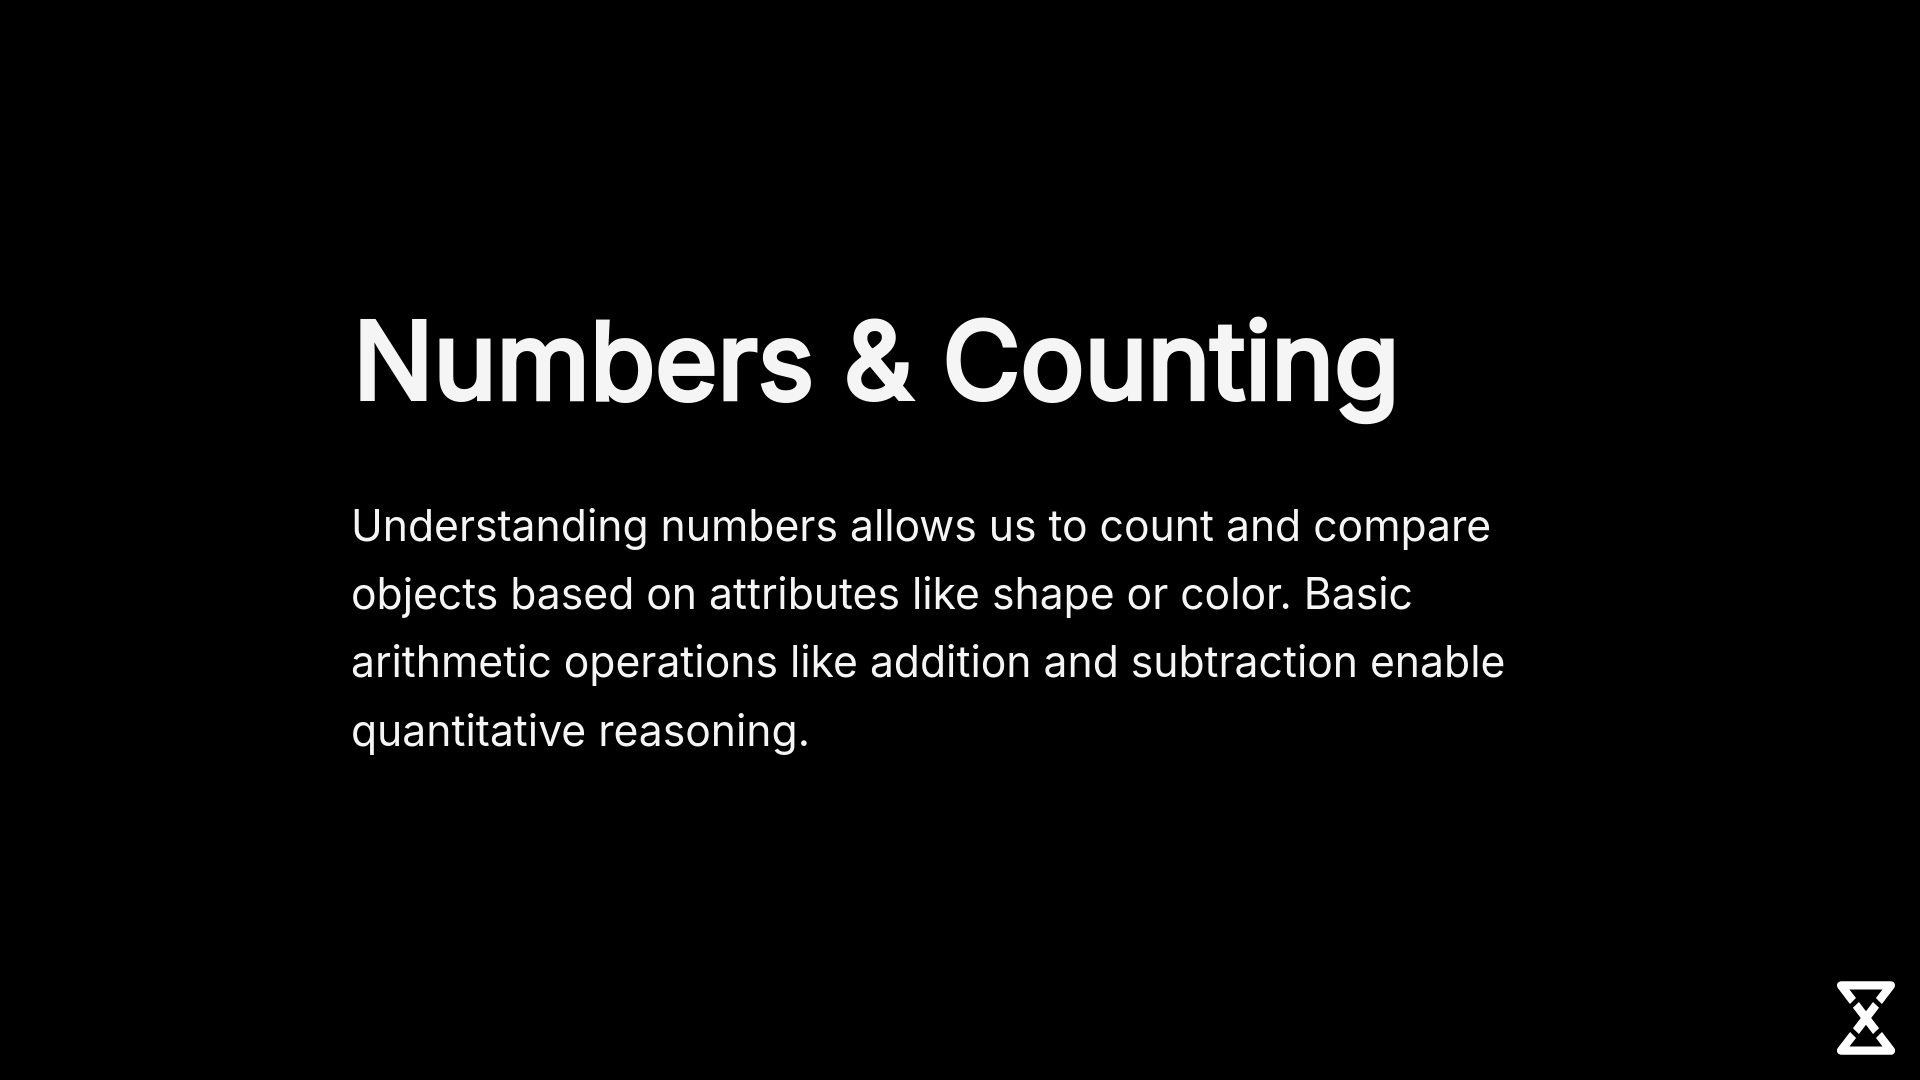 Numbers & Counting
Understanding numbers allows us to count and compare
objects based on attributes like shape or color. Basic
arithmetic operations like addition and subtraction enable
quantitative reasoning.